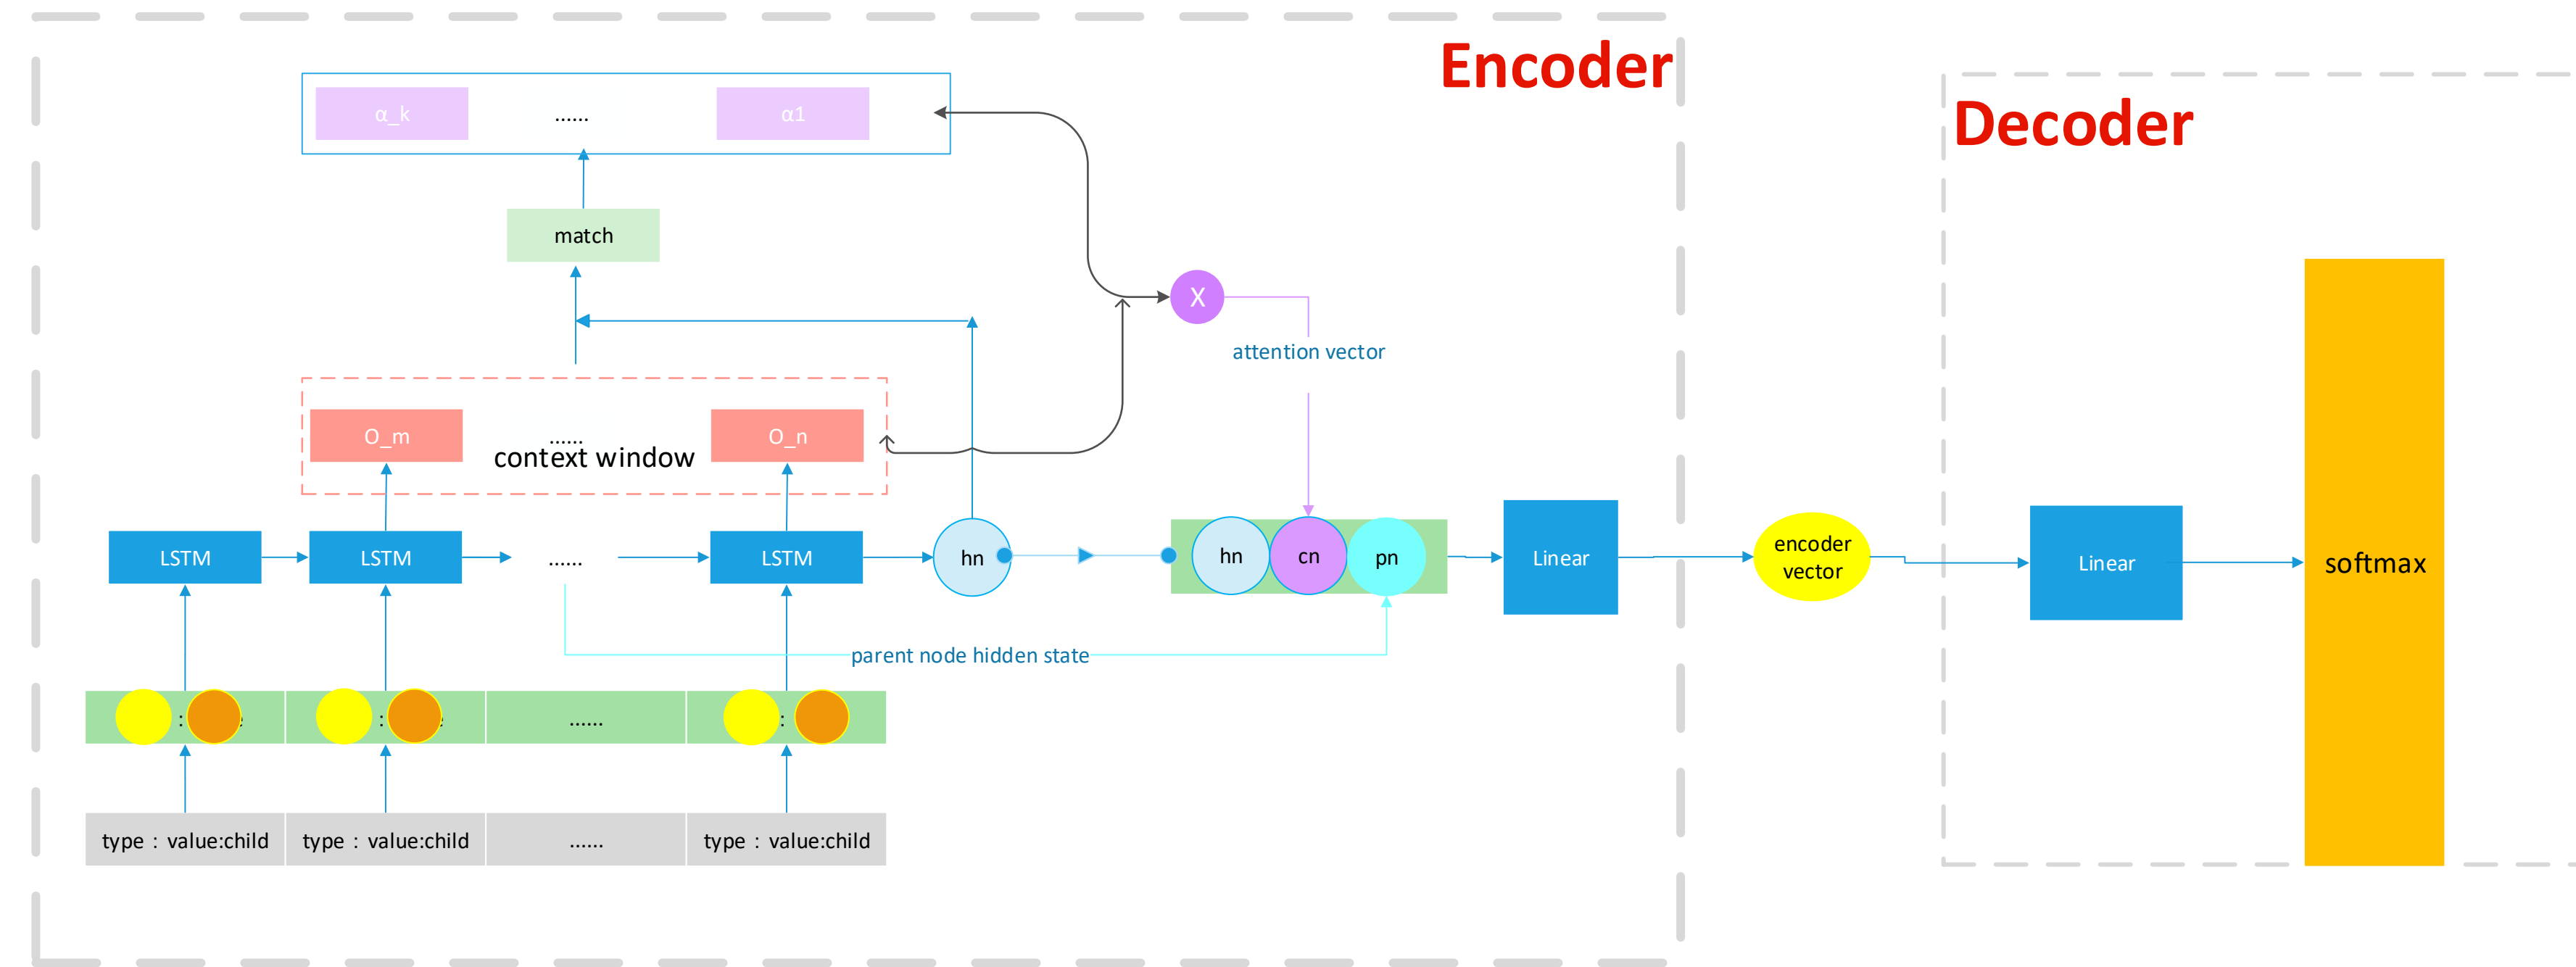 Encoder
Decoder
α_k
......
α1
match
X
attention vector
O_m
......
O_n
context window
LSTM
LSTM
......
LSTM
hn
hn
cn
pn
Linear
encoder
vector
Linear
softmax
parent node hidden state
:
:
......
:
type : value:child
type : value:child
......
type : value:child